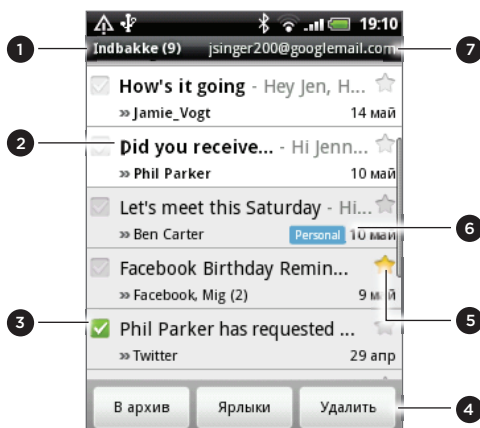 19:10
Indbakke (9) jsinger200@googlemail.com
1
7
How's it going - Hey Jen, H...
» Jamie_Vogt 14 май
2
Did you receive... - Hi Jenn...
» Phil Parker 10 май
Let's meet this Saturday - Hi...
6
» Ben Carter Personal 10 май
Facebook Birthday Remin...
» Facebook, Mig (2) 9 май
5
3
Phil Parker has requested ...
» Twitter 29 апр
В архив Ярлыки Удалить
4